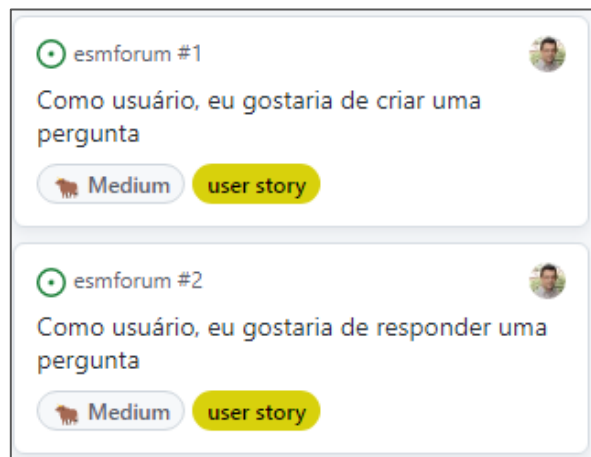 esmforum #1
Como usuário, eu gostaria de criar uma
pergunta
Medium
user story
esmforum #2
Como usuário, eu gostaria de responder uma
pergunta
Medium
user story